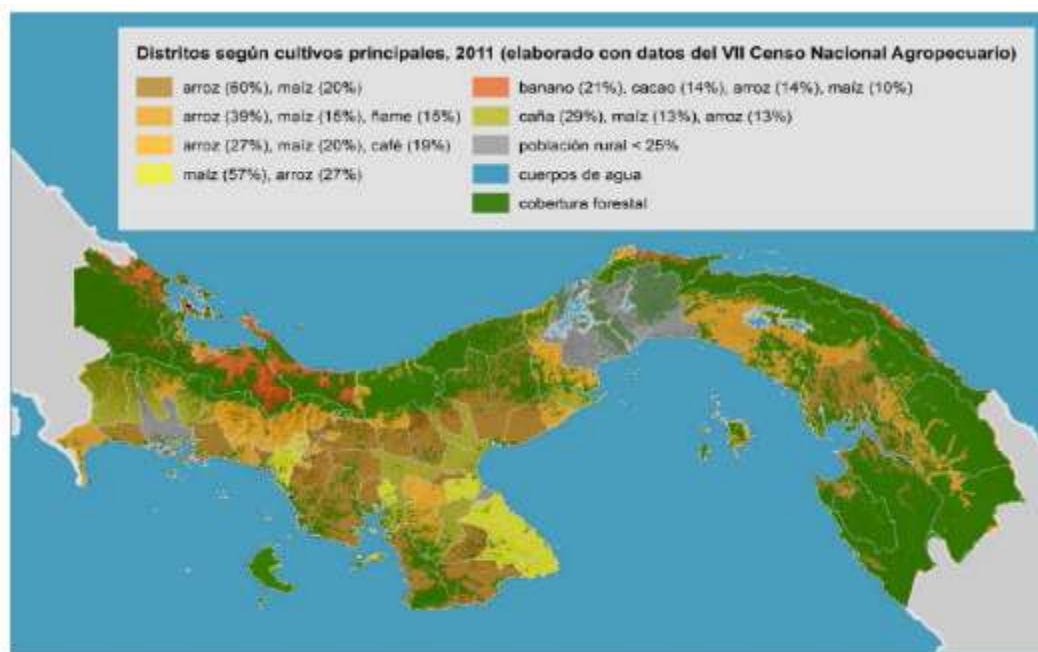 Distritos según cultivos principales, 2011 (elaborado con datos del VII Censo Nacional Agropecuario)
arroz (60%), maíz (20%)
arroz (39%), maíz (15%), ñame (15%)
arroz (27%), maíz (20%), café (19%)
maíz (57%), arroz (27%)
banano (21%), cacao (14%), arroz (14%), maíz (10%)
caña (29%), maíz (13%), arroz (13%)
población rural < 25%
cuerpos de agua
cobertura forestal